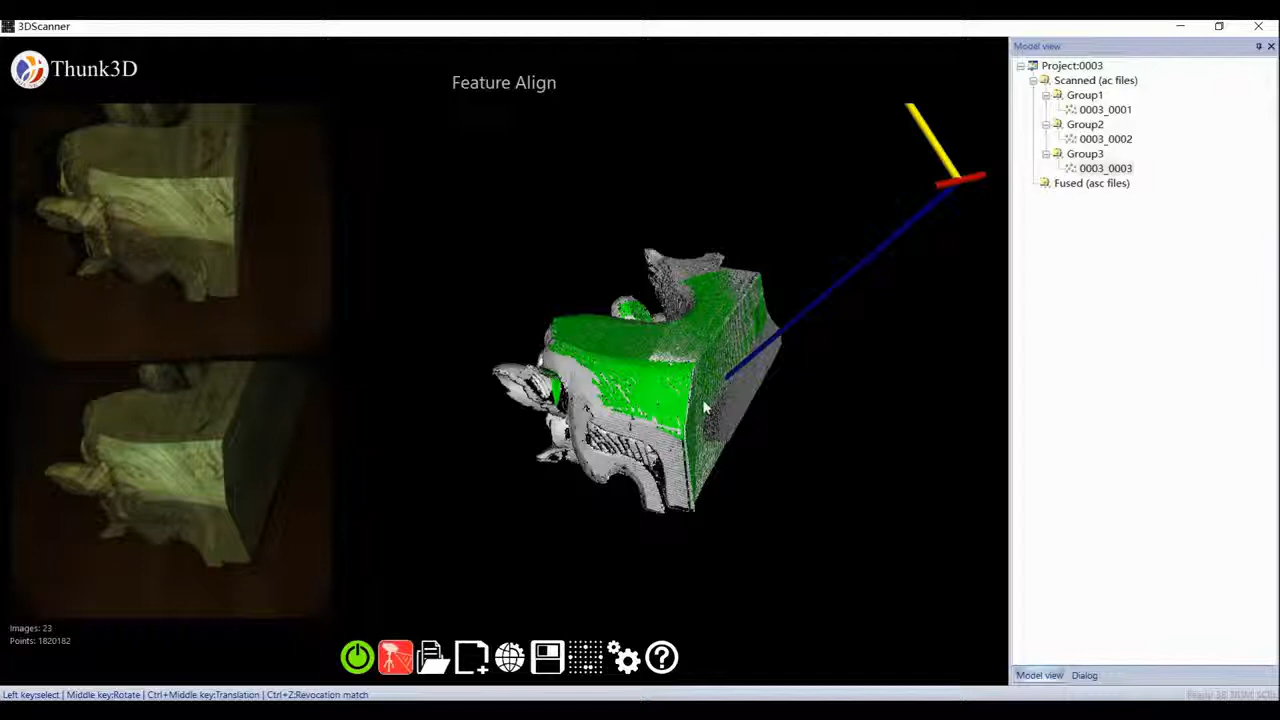 3DScanner
Model view
Thunk3D
Feature Align
Project:0003
Scanned (ac files)
Group1
0003_0001
Group2
0003_0002
Group3
0003_0003
Fused (asc files)
Images: 23
Points: 1820182
Model view
Dialog
Left key:select | Middle key:Rotate | Ctrl+Middle key:Translation | Ctrl+Z:Revocation match